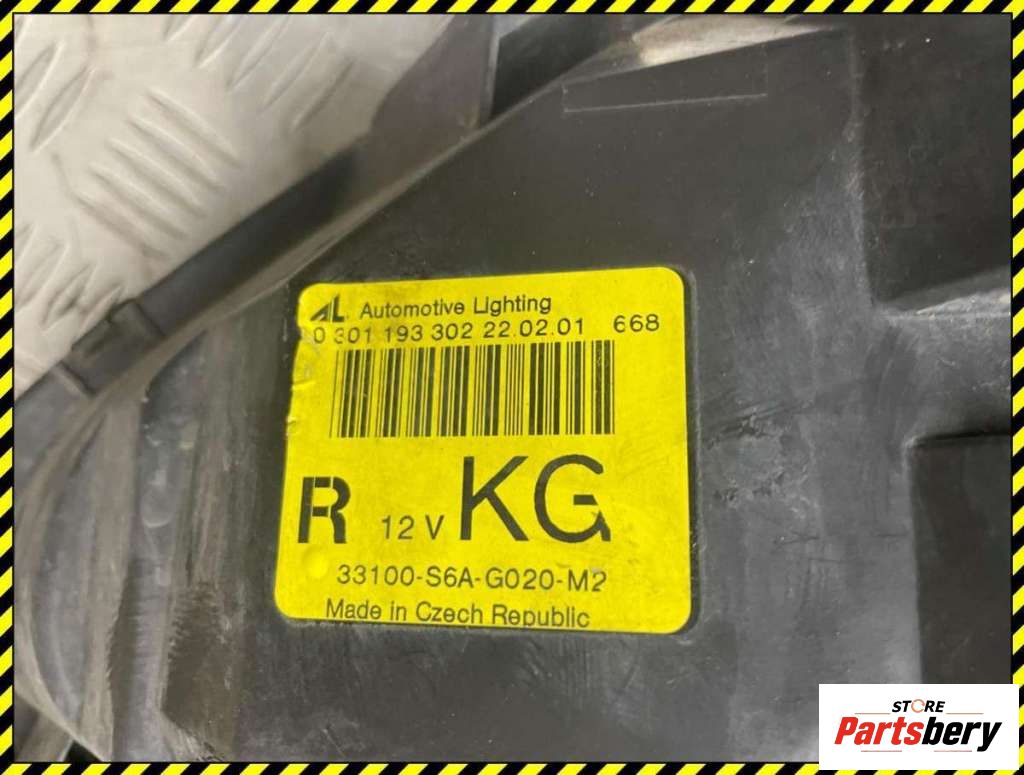 AL Automotive Lighting
0 301 193 302 22.02.01 668
R 12V KG
33100-S6A-G020-M2
Made in Czech Republic
STORE
Partsbery